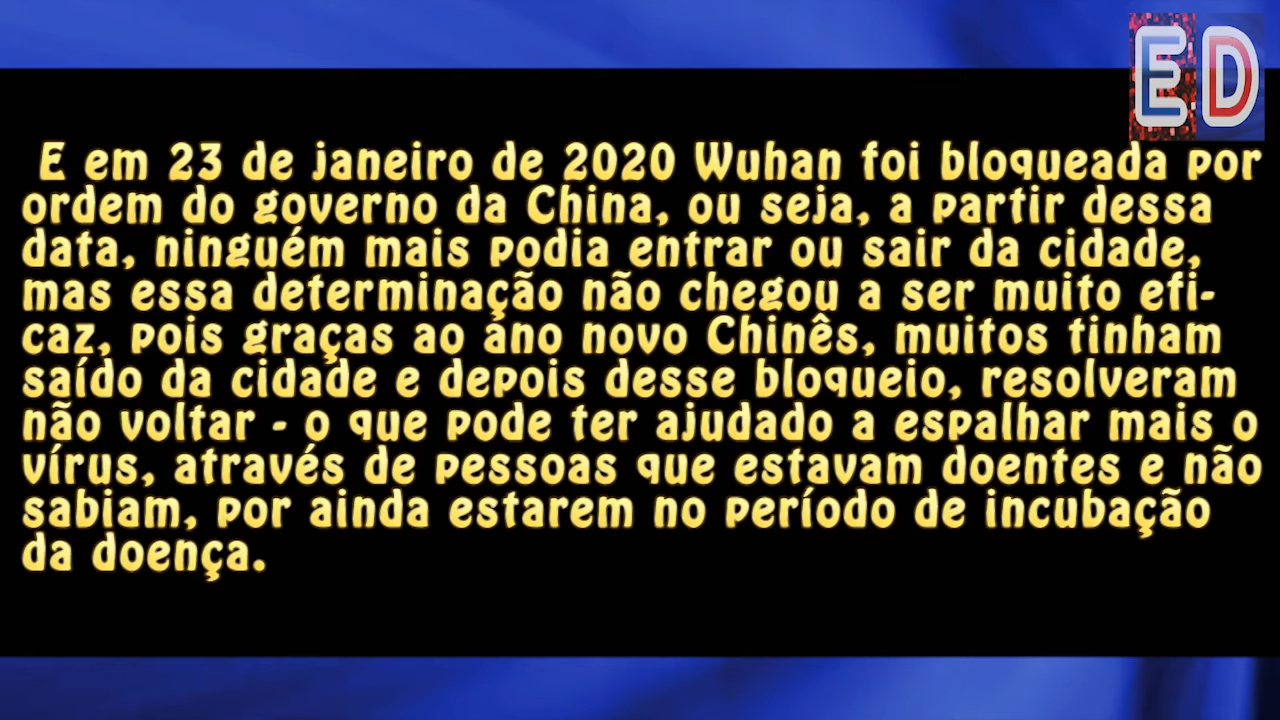 ED
E em 23 de janeiro de 2020 Wuhan foi bloqueada por
ordem do governo da China, ou seja, a partir dessa
data, ninguém mais podia entrar ou sair da cidade,
mas essa determinação não chegou a ser muito efi-
caz, pois graças ao ano novo Chinês, muitos tinham
saído da cidade e depois desse bloqueio, resolveram
não voltar - o que pode ter ajudado a espalhar mais o
vírus, através de pessoas que estavam doentes e não
sabiam, por ainda estarem no período de incubação
da doença.